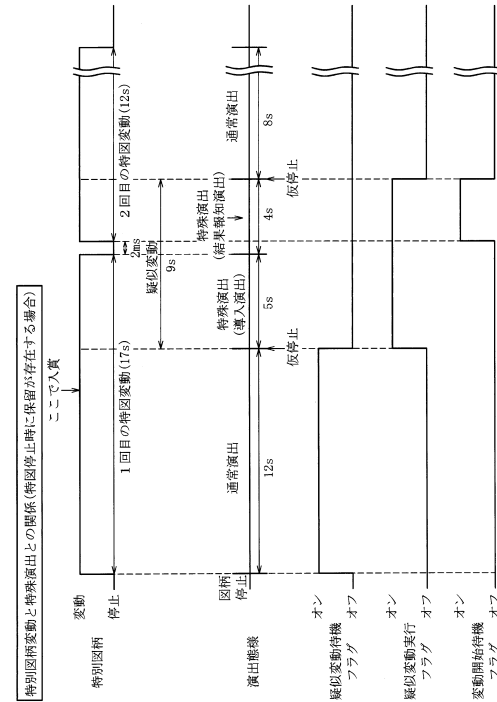 特別図柄変動と特殊演出との関係(特図停止時に保留が存在する場合)
ここで入賞
変動
停止
特別図柄
1回目の特図変動(17s)
2ms
2回目の特図変動(12s)
疑似変動
9s
図柄
停止
演出態様
通常演出
12s
特殊演出
(導入演出)
5s
特殊演出
(結果報知演出)
4s
通常演出
8s
仮停止
仮停止
オン
オフ
疑似変動待機
フラグ
オン
オフ
疑似変動実行
フラグ
オン
オフ
変動開始待機
フラグ